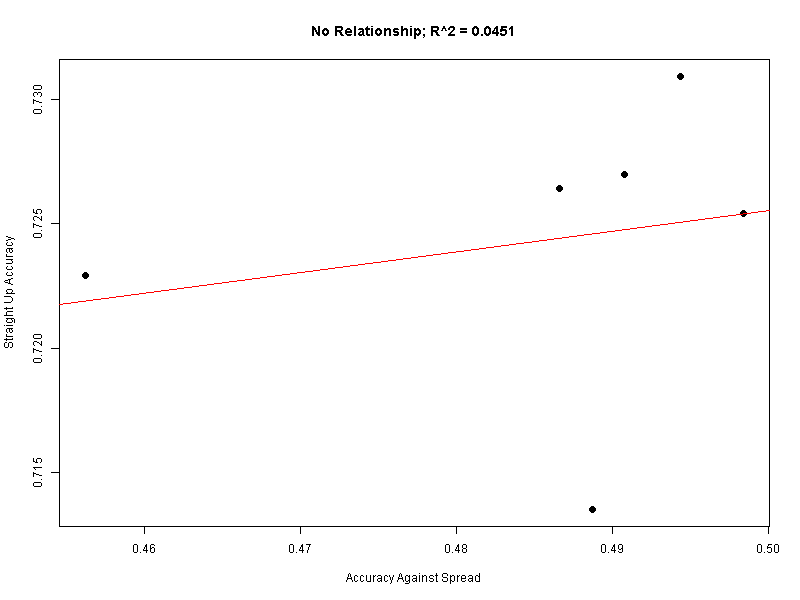 No Relationship; R^2 = 0.0451
0.730
0.725
0.720
0.715
Straight Up Accuracy
0.46 0.47 0.48 0.49 0.50
Accuracy Against Spread